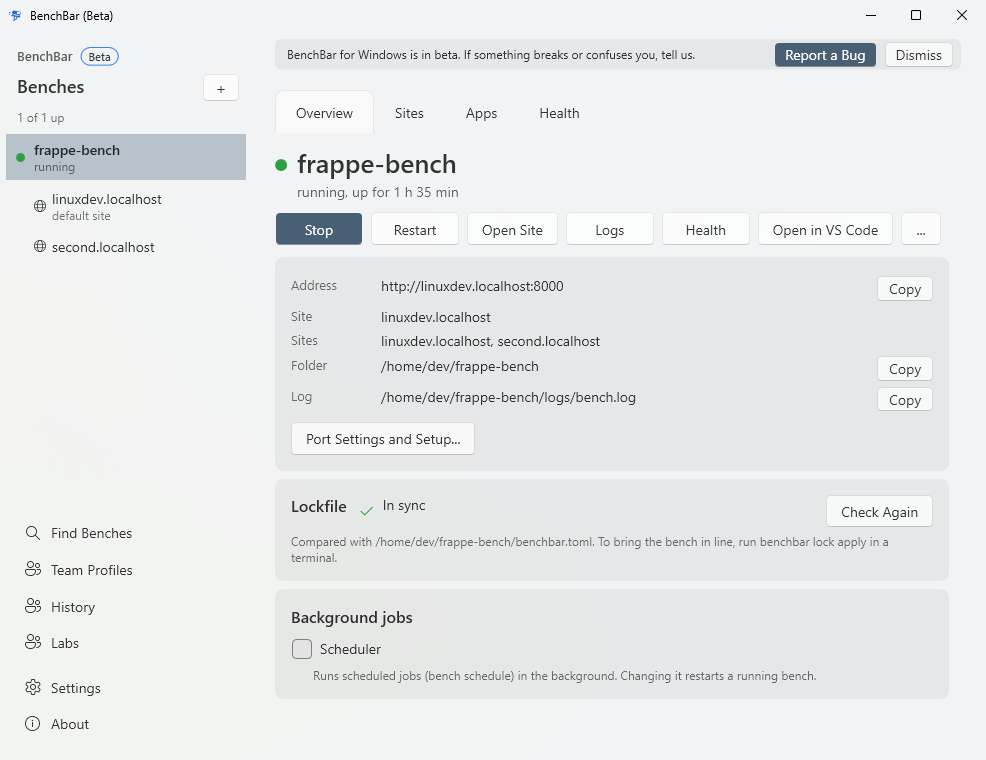 BenchBar (Beta)
BenchBar Beta
Benches
+
1 of 1 up
frappe-bench
running
linuxdev.localhost
default site
second.localhost
Find Benches
Team Profiles
History
Labs
Settings
About
BenchBar for Windows is in beta. If something breaks or confuses you, tell us.
Report a Bug
Dismiss
Overview
Sites
Apps
Health
frappe-bench
running, up for 1 h 35 min
Stop
Restart
Open Site
Logs
Health
Open in VS Code
...
Address http://linuxdev.localhost:8000 Copy
Site linuxdev.localhost
Sites linuxdev.localhost, second.localhost
Folder /home/dev/frappe-bench Copy
Log /home/dev/frappe-bench/logs/bench.log Copy
Port Settings and Setup...
Lockfile In sync
Check Again
Compared with /home/dev/frappe-bench/benchbar.toml. To bring the bench in line, run benchbar lock apply in a
terminal.
Background jobs
Scheduler
Runs scheduled jobs (bench schedule) in the background. Changing it restarts a running bench.